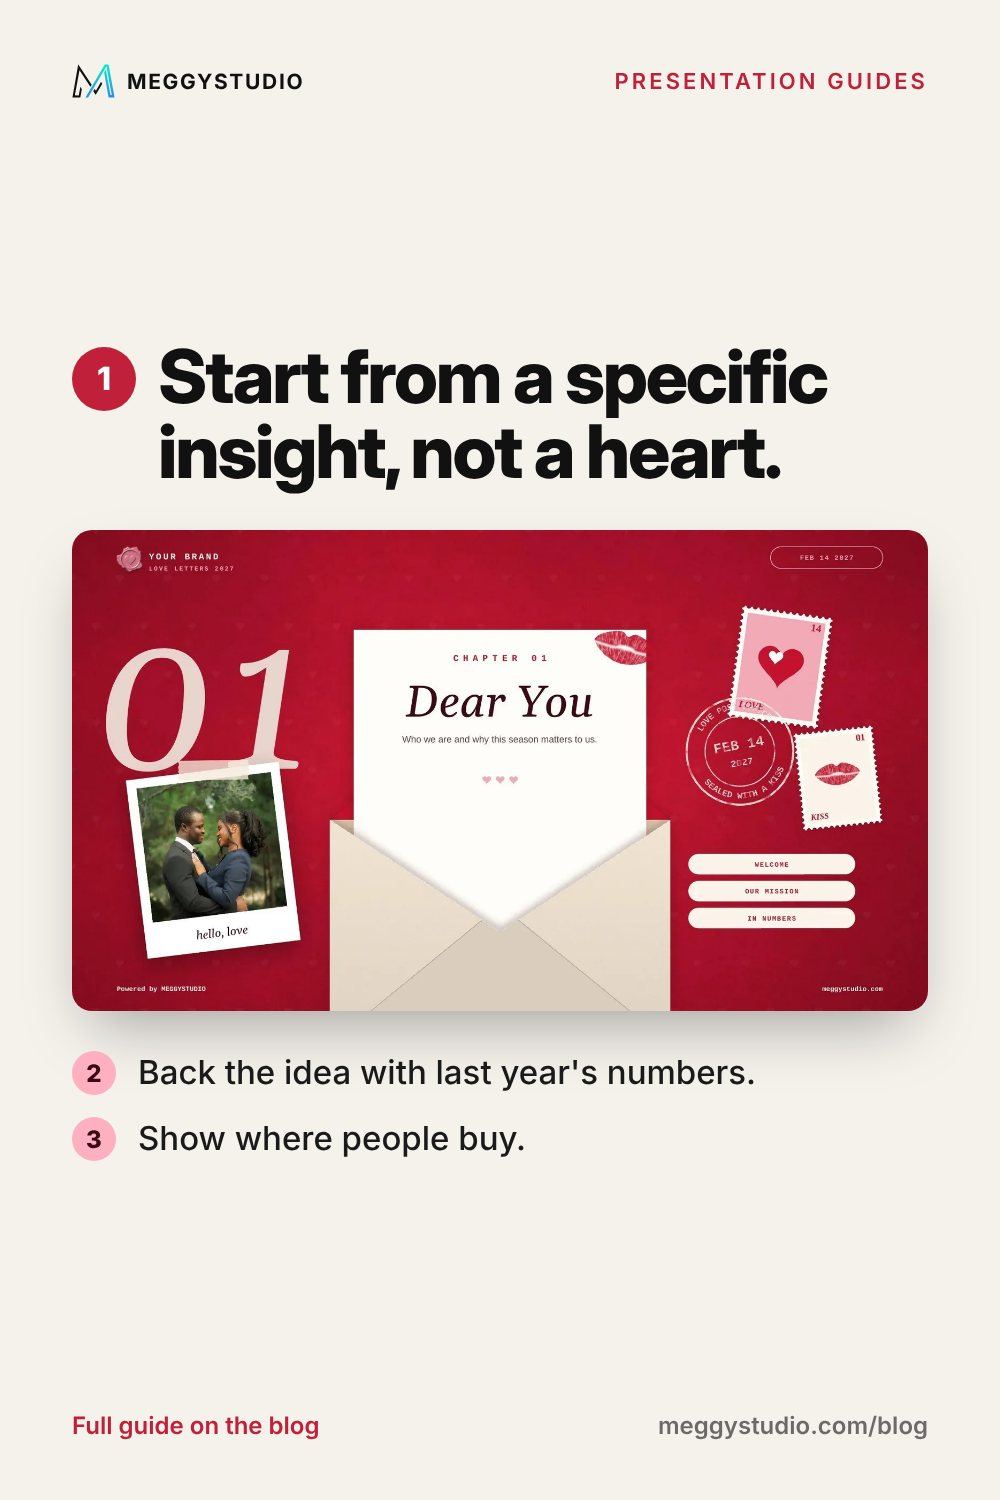 MEGGYSTUDIO
PRESENTATION GUIDES
1
Start from a specific
insight, not a heart.
YOUR BRAND
LOVE LETTERS 2027
FEB 14 2027
01
hello, love
CHAPTER 01
Dear You
Who we are and why this season matters to us.
14
LOVE
LOVE POS
FEB 14
2027
SEALED WITH A KISS
01
KISS
WELCOME
OUR MISSION
IN NUMBERS
Powered by MEGGYSTUDIO
meggystudio.com
2
Back the idea with last year's numbers.
3
Show where people buy.
Full guide on the blog
meggystudio.com/blog